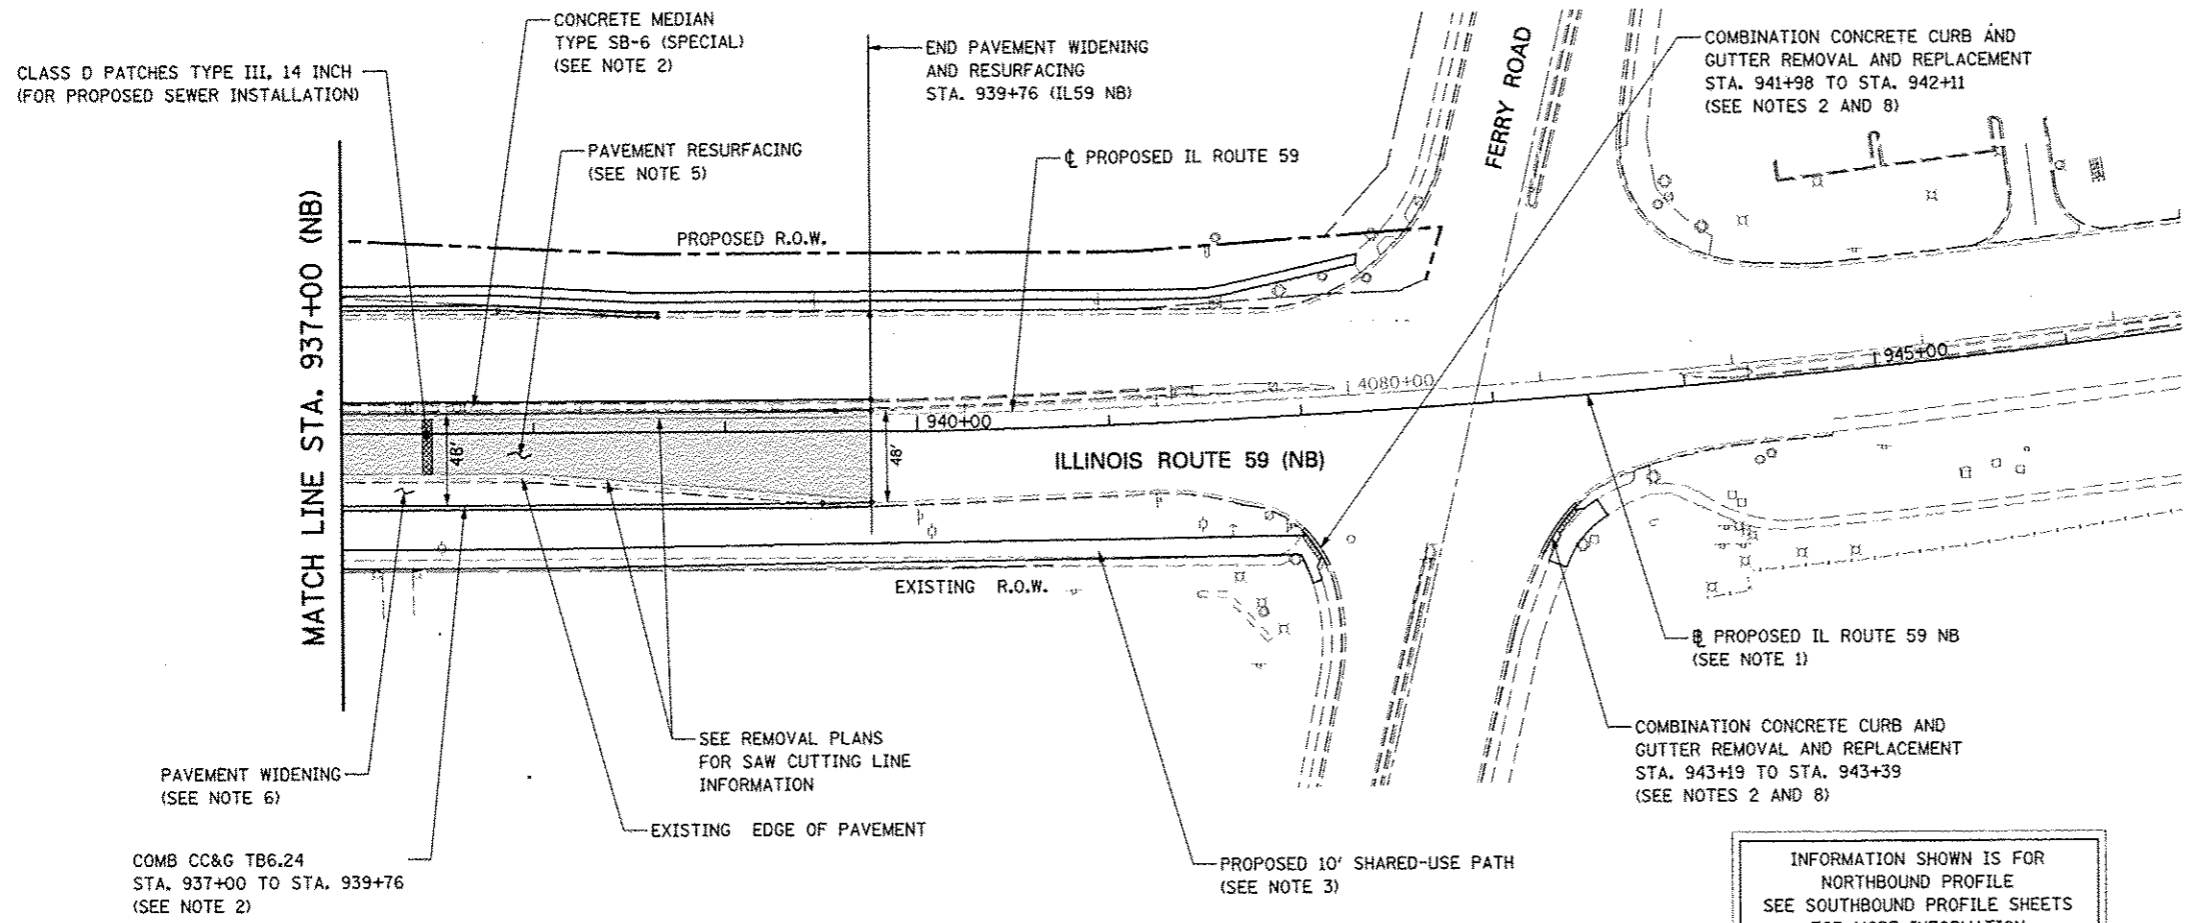 CONCRETE MEDIAN
TYPE SB-6 (SPECIAL)
(SEE NOTE 2)
END PAVEMENT WIDENING
AND RESURFACING
STA. 939+76 (IL59 NB)
COMBINATION CONCRETE CURB AND
GUTTER REMOVAL AND REPLACEMENT
STA. 941+98 TO STA. 942+11
(SEE NOTES 2 AND 8)
CLASS D PATCHES TYPE III, 14 INCH
(FOR PROPOSED SEWER INSTALLATION)
FERRY ROAD
PAVEMENT RESURFACING
(SEE NOTE 5)
℄ PROPOSED IL ROUTE 59
MATCH LINE STA. 937+00 (NB)
PROPOSED R.O.W.
945+00
4080+00
940+00
48'
48'
ILLINOIS ROUTE 59 (NB)
EXISTING R.O.W.
PROPOSED IL ROUTE 59 NB
(SEE NOTE 1)
SEE REMOVAL PLANS
FOR SAW CUTTING LINE
INFORMATION
COMBINATION CONCRETE CURB AND
GUTTER REMOVAL AND REPLACEMENT
STA. 943+19 TO STA. 943+39
(SEE NOTES 2 AND 8)
PAVEMENT WIDENING
(SEE NOTE 6)
EXISTING EDGE OF PAVEMENT
COMB CC&G TB6.24
STA. 937+00 TO STA. 939+76
(SEE NOTE 2)
PROPOSED 10' SHARED-USE PATH
(SEE NOTE 3)
INFORMATION SHOWN IS FOR
NORTHBOUND PROFILE
SEE SOUTHBOUND PROFILE SHEETS
FOR MORE INFORMATION